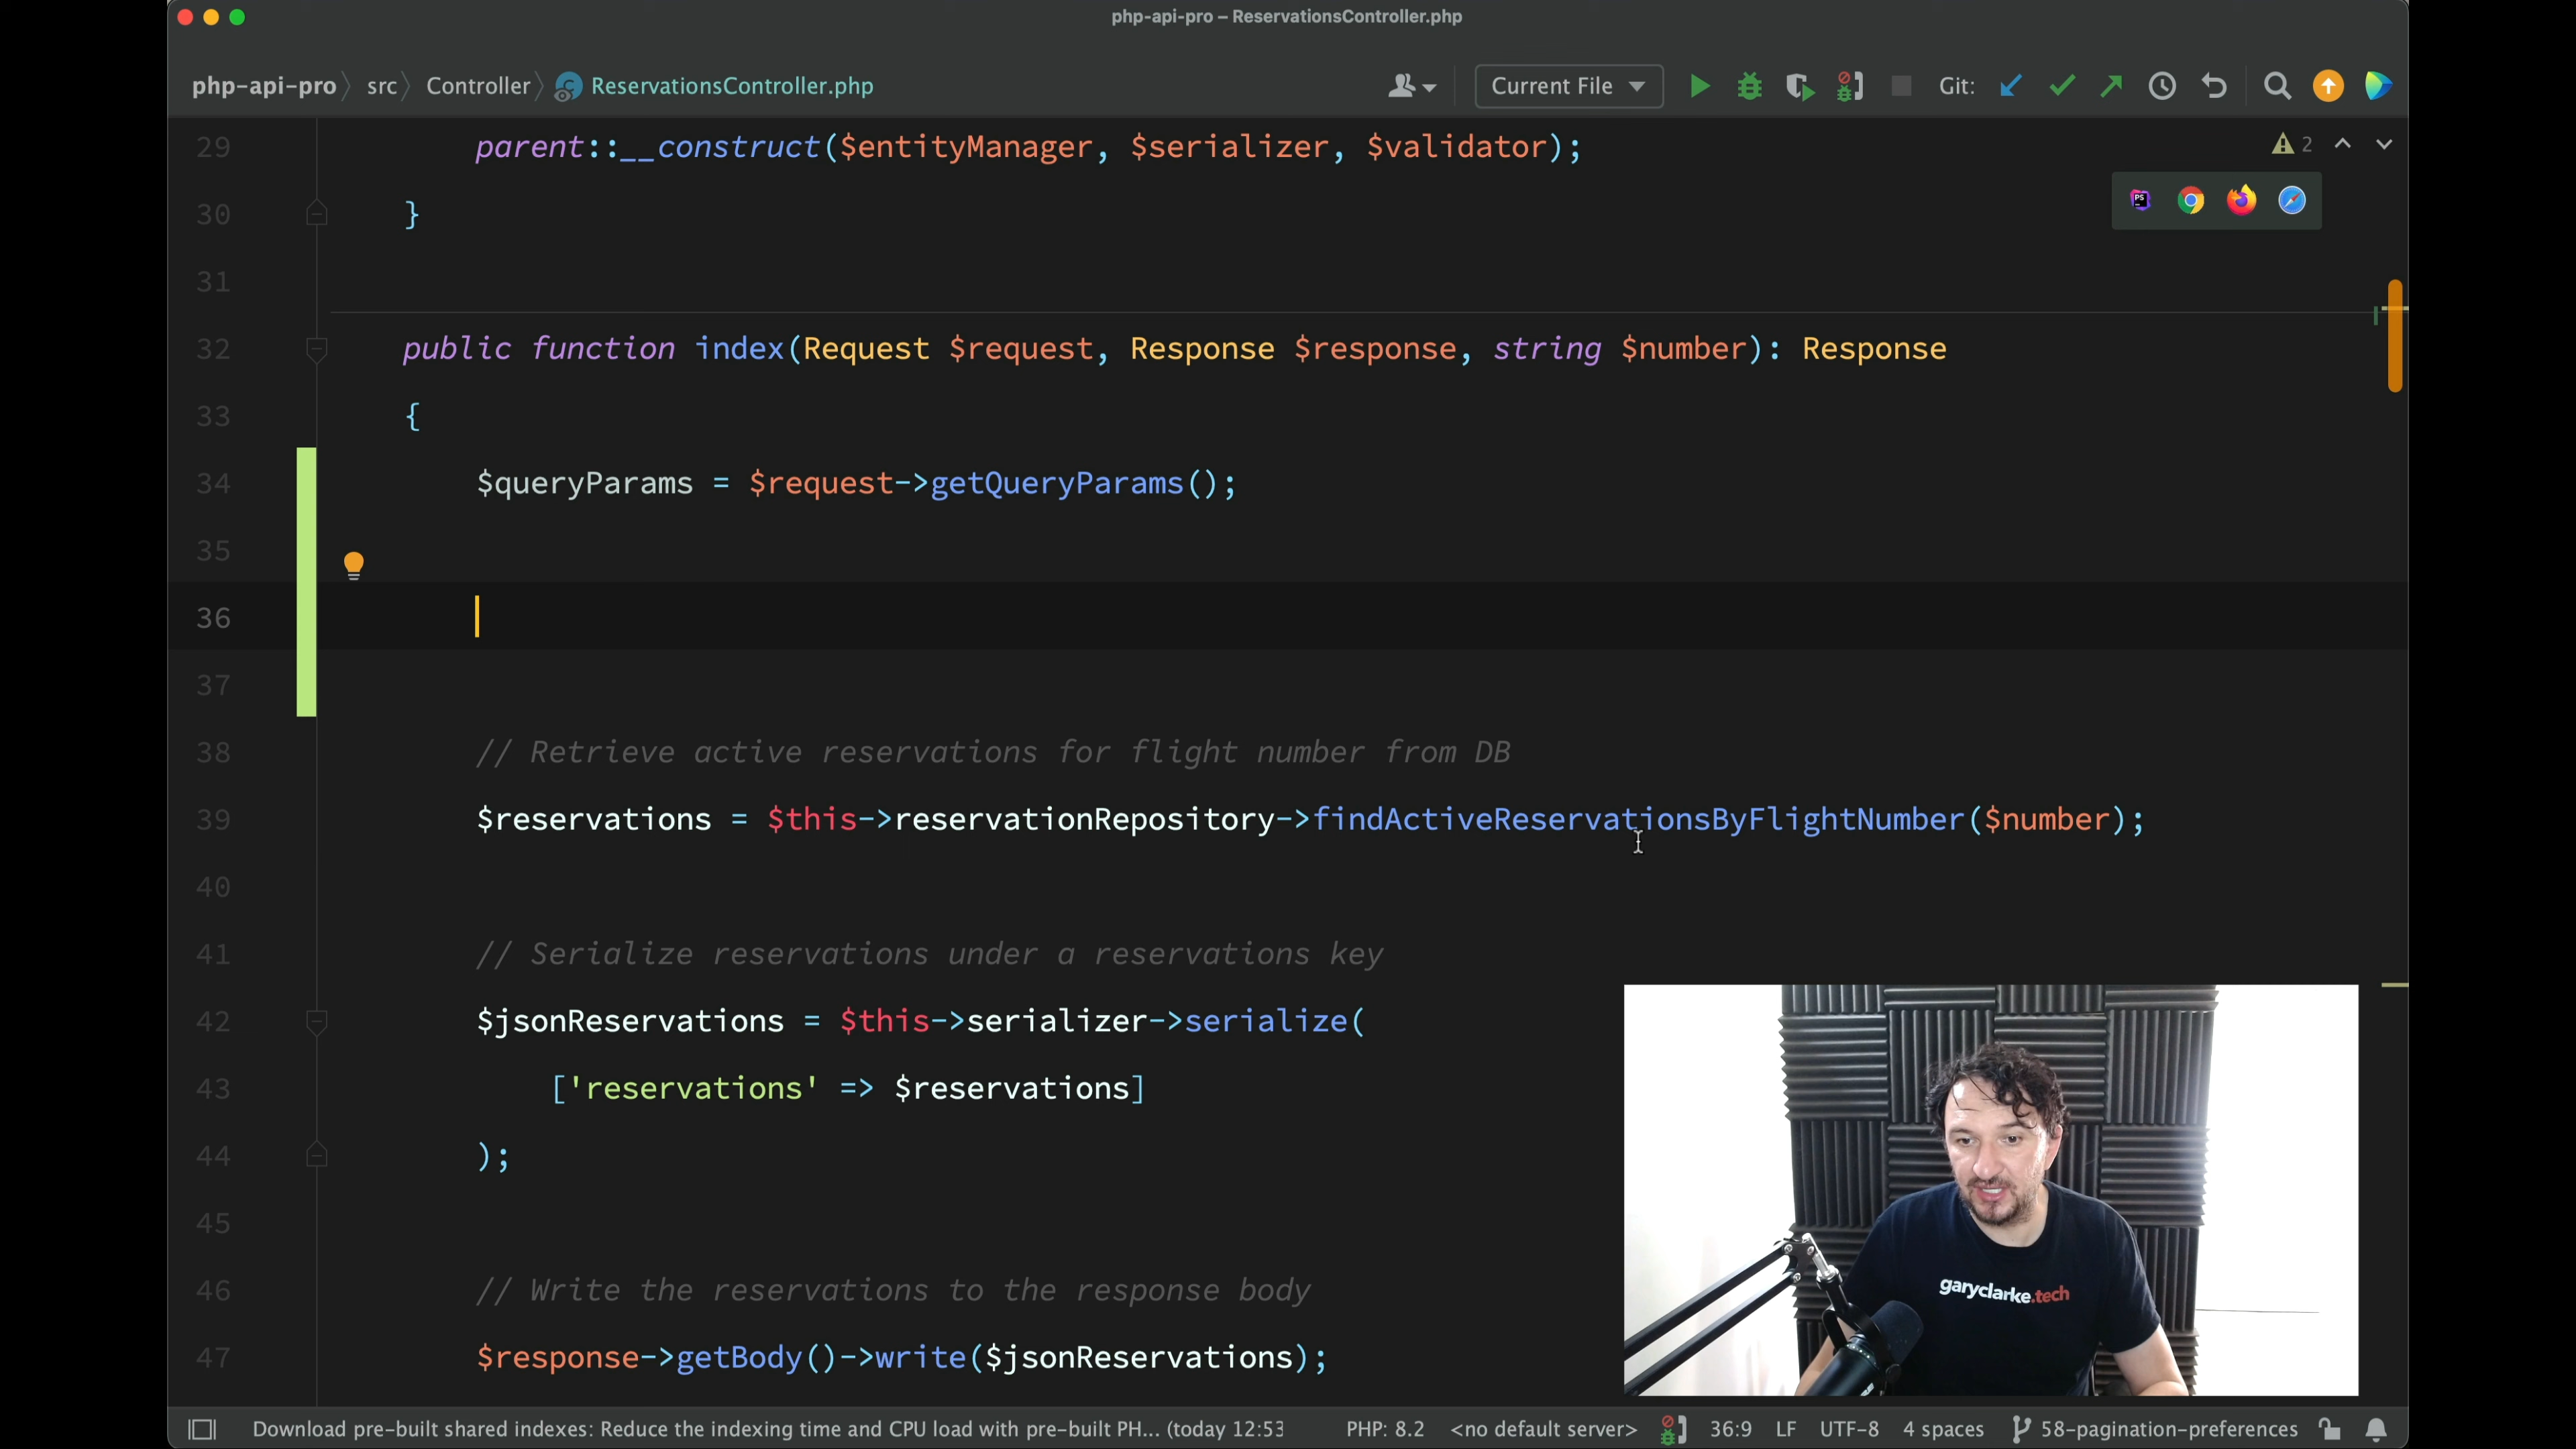 php-api-pro – ReservationsController.php
php-api-pro src Controller ReservationsController.php Current File Git:
29 parent::__construct($entityManager, $serializer, $validator); 2
30 }
31
32 public function index(Request $request, Response $response, string $number): Response
33 {
34 $queryParams = $request->getQueryParams();
35
36
37
38 // Retrieve active reservations for flight number from DB
39 $reservations = $this->reservationRepository->findActiveReservationsByFlightNumber($number);
40
41 // Serialize reservations under a reservations key
42 $jsonReservations = $this->serializer->serialize(
43 ['reservations' => $reservations]
44 );
45
46 // Write the reservations to the response body
47 $response->getBody()->write($jsonReservations);
garyclarke.tech
Download pre-built shared indexes: Reduce the indexing time and CPU load with pre-built PH... (today 12:53 PHP: 8.2 <no default server> 36:9 LF UTF-8 4 spaces 58-pagination-preferences